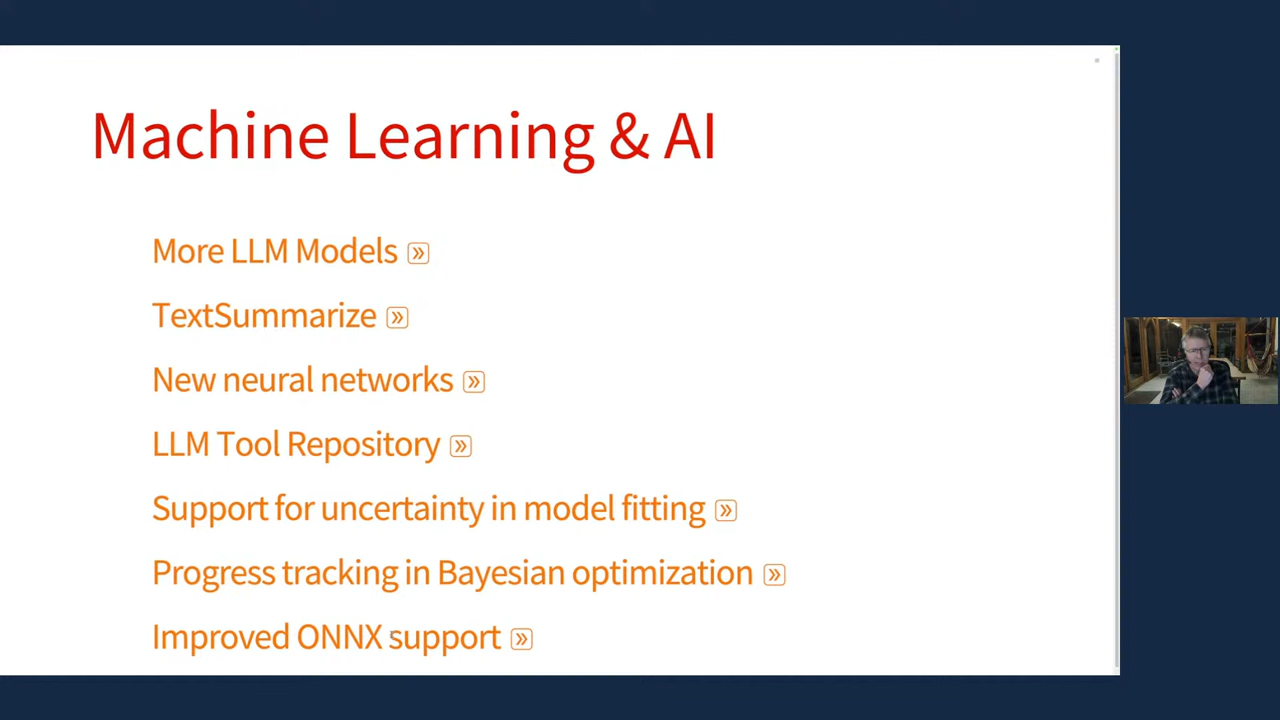 Machine Learning & AI
More LLM Models »
TextSummarize »
New neural networks »
LLM Tool Repository »
Support for uncertainty in model fitting »
Progress tracking in Bayesian optimization »
Improved ONNX support »